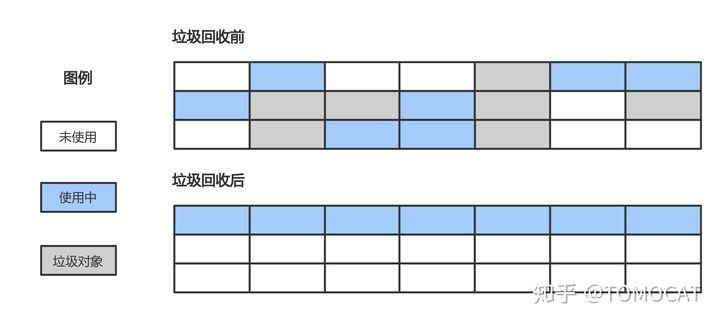 垃圾回收前
图例
未使用
使用中
垃圾回收后
垃圾对象
知乎 @TOMOCAT